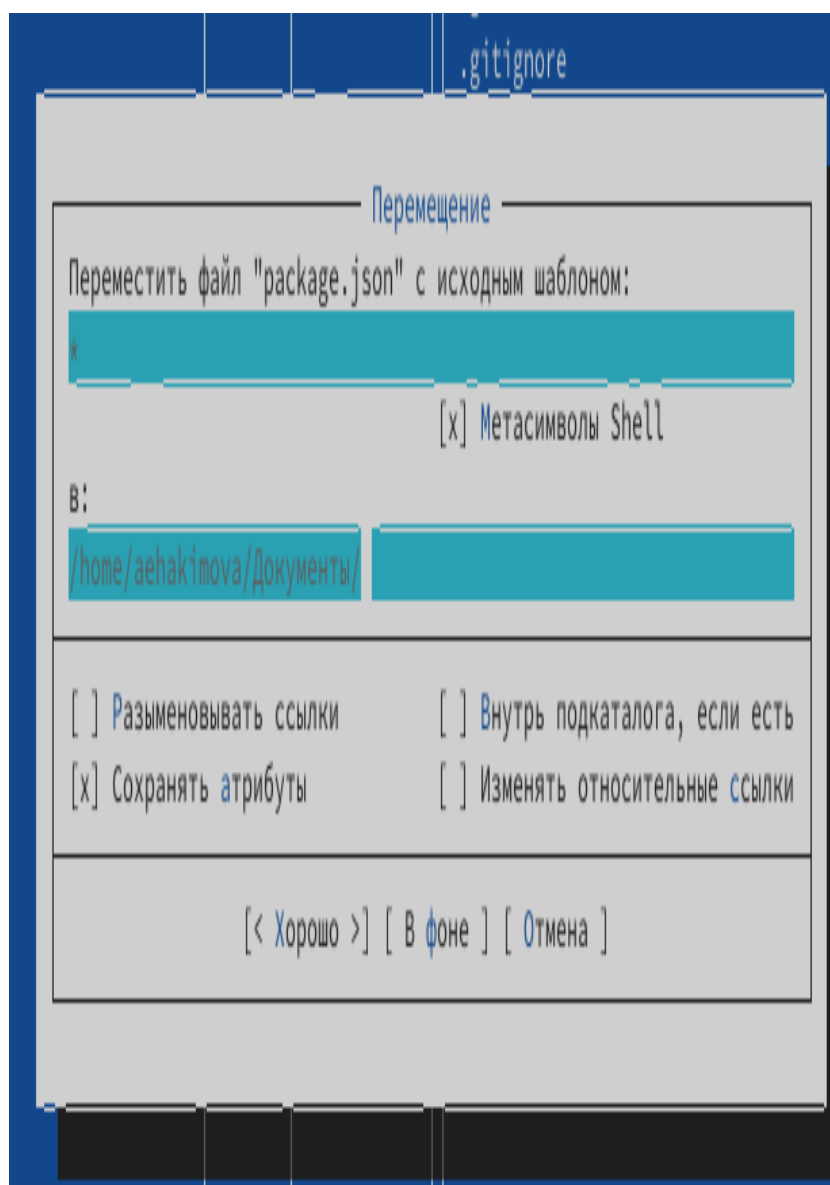 .gitignore
Перемещение
Переместить файл "package.json" с исходным шаблоном:
*
[x] Метасимволы Shell
в:
/home/aehakimova/Документы/
[ ] Разыменовывать ссылки [ ] Внутрь подкаталога, если есть
[x] Сохранять атрибуты [ ] Изменять относительные ссылки
[< Хорошо >] [ В фоне ] [ Отмена ]